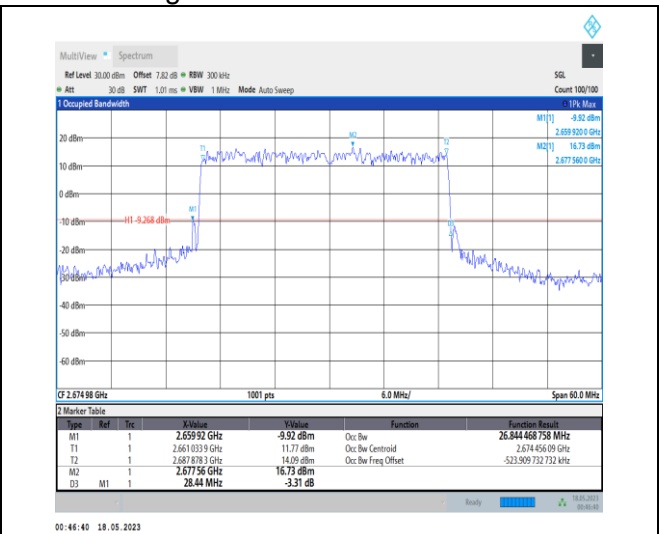 MultiView Spectrum
Ref Level 30.00 dBm Offset 7.82 dB RBW 300 kHz SGL
Att 30 dB SWT 1.01 ms VBW 1 MHz Mode Auto Sweep Count 100/100
1 Occupied Bandwidth 1Pk Max
M1[1] -9.92 dBm
2.659 920 0 GHz
M2[1] 16.73 dBm
2.677 560 0 GHz
M2
T1
T2
20 dBm
10 dBm
0 dBm
M1
-10 dBm
H1 -9.268 dBm
-20 dBm
-30 dBm
-40 dBm
-50 dBm
-60 dBm
CF 2.674 98 GHz 1001 pts 6.0 MHz/ Span 60.0 MHz
2 Marker Table
Type Ref Trc X-Value Y-Value Function Function Result
M1 1 2.659 92 GHz -9.92 dBm Occ Bw 26.844 468 758 MHz
T1 1 2.661 033 9 GHz 11.77 dBm Occ Bw Centroid 2.674 456 09 GHz
T2 1 2.687 878 3 GHz 14.09 dBm Occ Bw Freq Offset -523.909 732 732 kHz
M2 1 2.677 56 GHz 16.73 dBm
D3 M1 1 28.44 MHz -3.31 dB
Ready 18.05.2023
00:46:40
00:46:40 18.05.2023